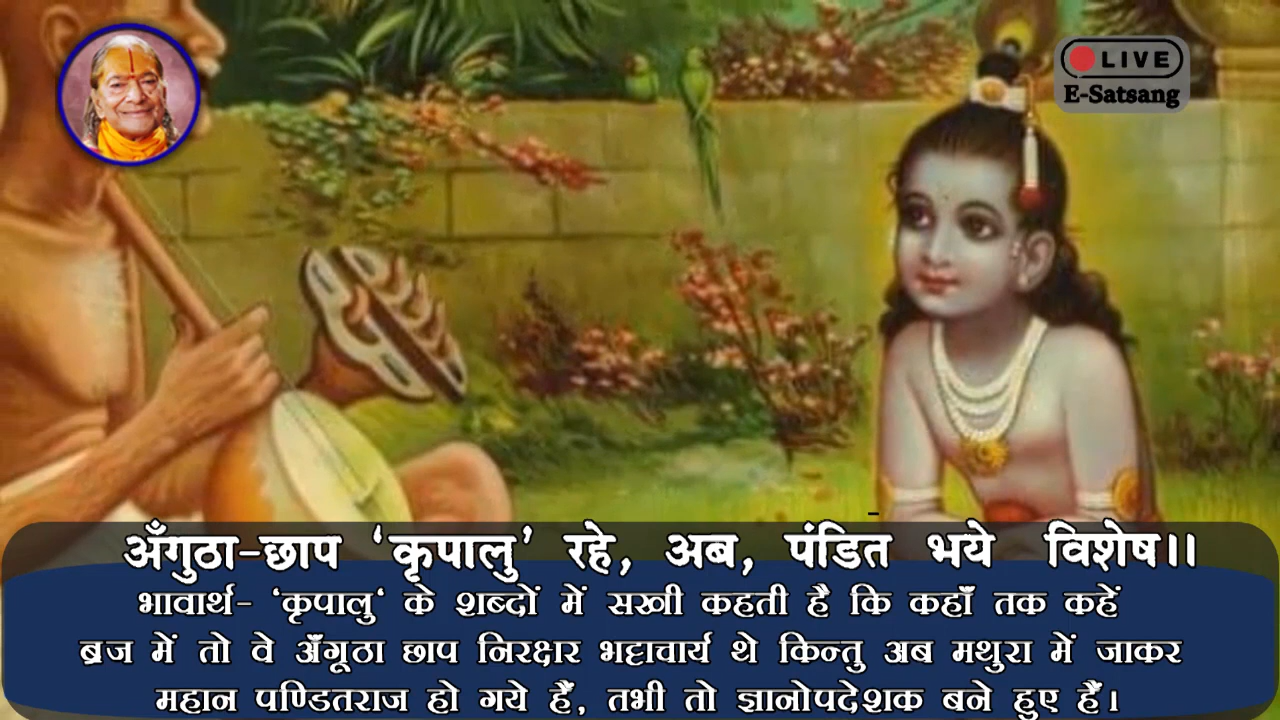 LIVE
E-Satsang
अँगुठा-छाप ‘कृपालु’ रहे, अब, पंडित भये विशेष।।
भावार्थ- ‘कृपालु‘ के शब्दों में सखी कहती है कि कहाँ तक कहें
ब्रज में तो वे अँगूठा छाप निरक्षार भट्टाचार्य थे किन्तु अब मथुरा में जाकर
महान पण्डितराज हो गये हैं, तभी तो ज्ञानोपदेशक बने हुए हैं।